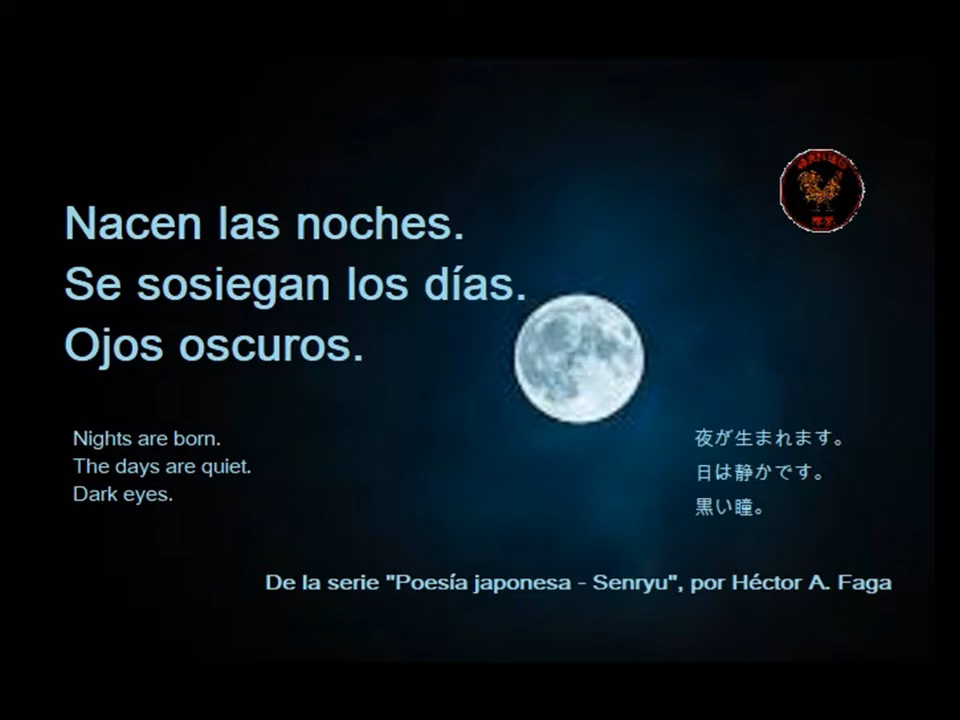 Nacen las noches.
Se sosiegan los días.
Ojos oscuros.
Nights are born.
The days are quiet.
Dark eyes.
夜が生まれます。
日は静かです。
黒い瞳。
De la serie "Poesía japonesa - Senryu", por Héctor A. Faga